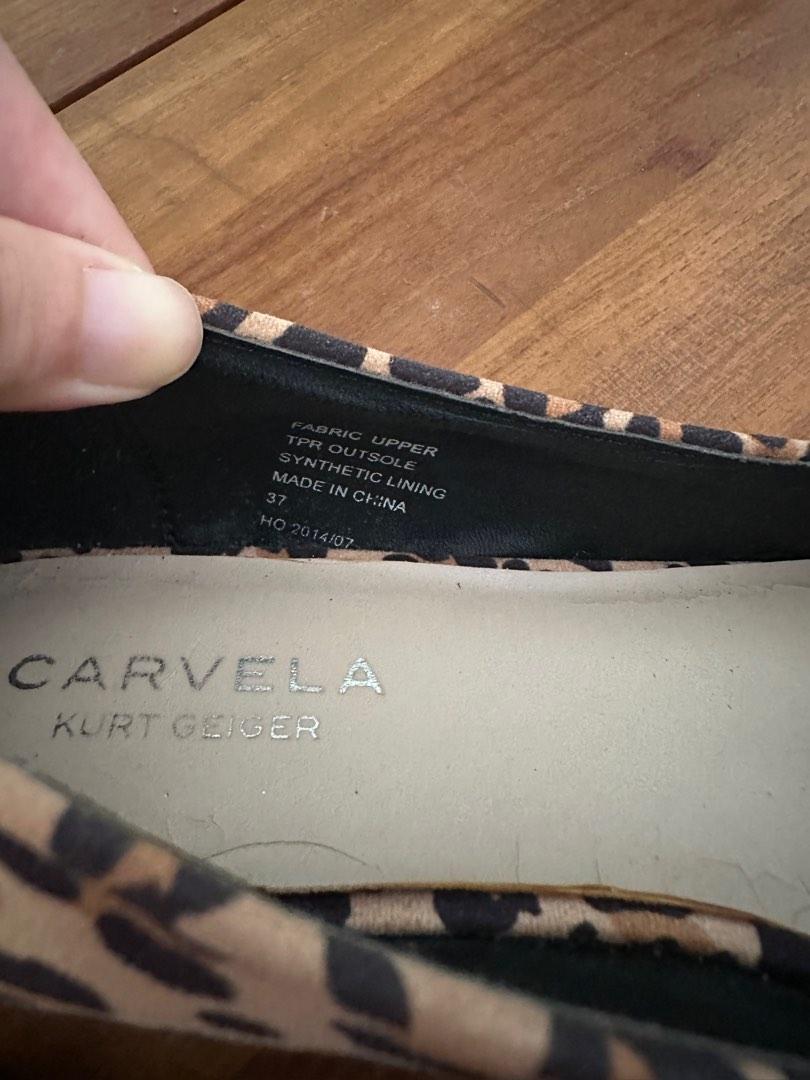 FABRIC UPPER
TPR OUTSOLE
SYNTHETIC LINING
MADE IN CHINA
37
HO 2014/07
CARVELA
KURT GEIGER